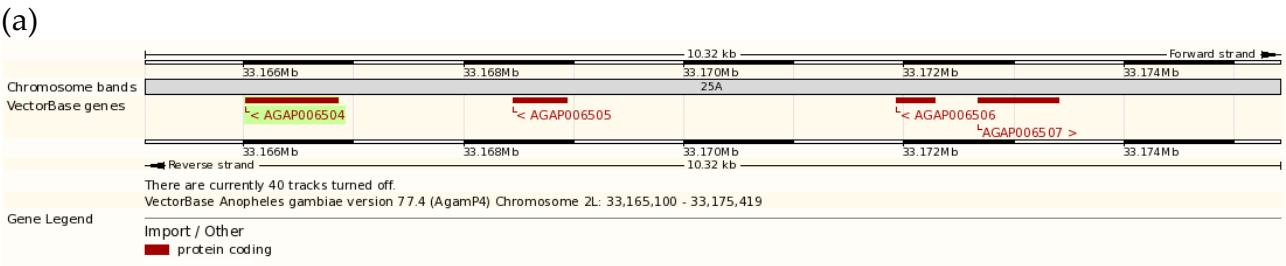 (a)
10.32 kb Forward strand
33.166Mb 33.168Mb 33.170Mb 33.172Mb 33.174Mb
Chromosome bands 25A
VectorBase genes
< AGAP006504 < AGAP006505 < AGAP006506
AGAP006507 >
33.166Mb 33.168Mb 33.170Mb 33.172Mb 33.174Mb
Reverse strand 10.32 kb
There are currently 40 tracks turned off.
VectorBase Anopheles gambiae version 77.4 (AgamP4) Chromosome 2L: 33,165,100 - 33,175,419
Gene Legend
Import / Other
protein coding